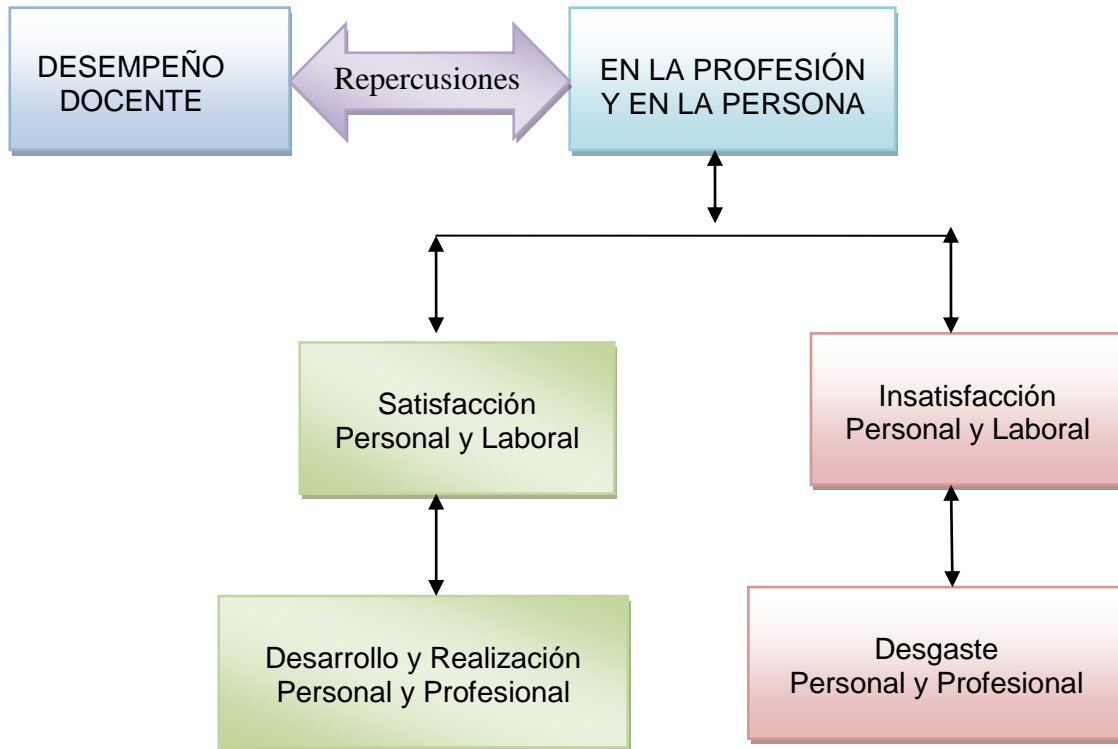 DESEMPEÑO
DOCENTE
Repercusiones
EN LA PROFESIÓN
Y EN LA PERSONA
Satisfacción
Personal y Laboral
Insatisfacción
Personal y Laboral
Desarrollo y Realización
Personal y Profesional
Desgaste
Personal y Profesional